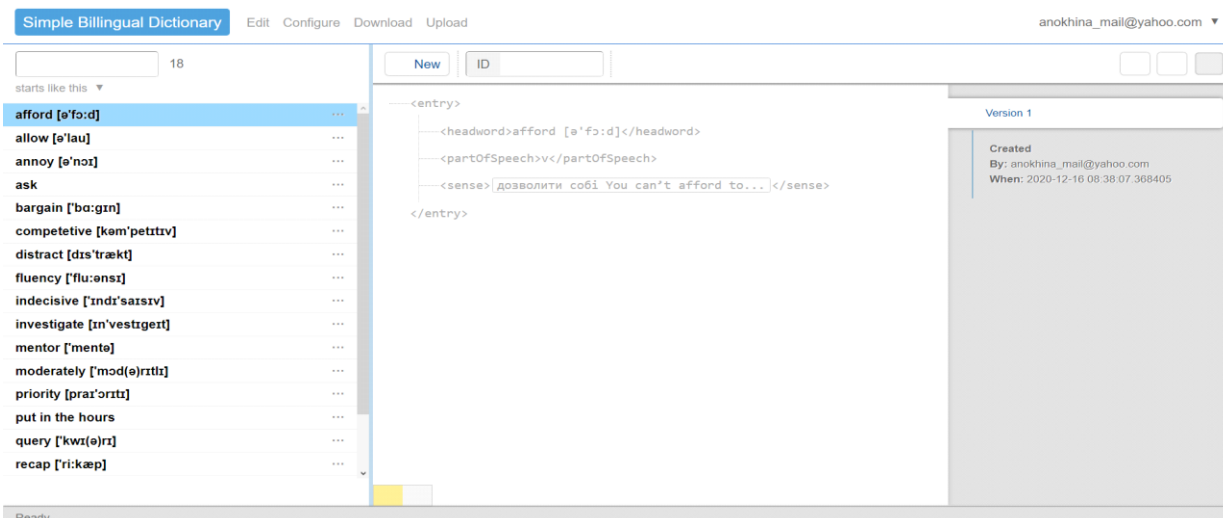 Simple Billingual Dictionary Edit Configure Download Upload anokhina_mail@yahoo.com ▼
18
starts like this ▼
afford [ə'fɔ:d] ...
allow [ə'lau] ...
annoy [ə'nɔɪ] ...
ask ...
bargain ['bɑ:gɪn] ...
competetive [kəm'petɪtɪv] ...
distract [dɪs'trækt] ...
fluency ['flu:ənsɪ] ...
indecisive ['ɪndɪ'saɪsɪv] ...
investigate [ɪn'vestɪgeɪt] ...
mentor ['mentə] ...
moderately ['mɔd(ə)rɪtlɪ] ...
priority [praɪ'ɔrɪtɪ] ...
put in the hours ...
query ['kwɪ(ə)rɪ] ...
recap ['ri:kæp] ...
New ID
<entry>
<headword>afford [ə'fɔ:d]</headword>
<partOfSpeech>v</partOfSpeech>
<sense> дозволити собі You can't afford to... </sense>
</entry>
Version 1
Created
By: anokhina_mail@yahoo.com
When: 2020-12-16 08:38:07.368405
Ready